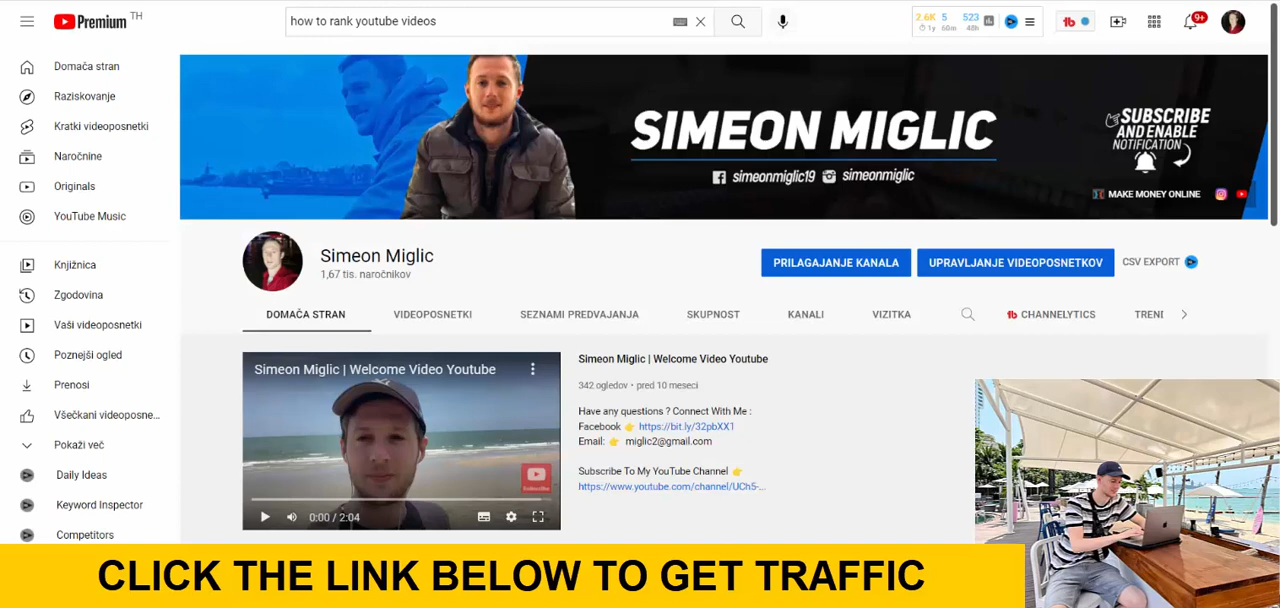 Premium TH
how to rank youtube videos
2.6K 5 523
1y 60m 48h
tb
9+
Domača stran
Raziskovanje
Kratki videoposnetki
Naročnine
Originals
YouTube Music
Knjižnica
Zgodovina
Vaši videoposnetki
Poznejši ogled
Prenosi
Všečkani videoposne...
Pokaži več
Daily Ideas
Keyword Inspector
Competitors
SIMEON MIGLIC
simeonmiglic19 simeonmiglic
SUBSCRIBE
AND ENABLE
NOTIFICATION
MAKE MONEY ONLINE
Simeon Miglic
1,67 tis. naročnikov
PRILAGAJANJE KANALA
UPRAVLJANJE VIDEOPOSNETKOV
CSV EXPORT
DOMAČA STRAN
VIDEOPOSNETKI
SEZNAMI PREDVAJANJA
SKUPNOST
KANALI
VIZITKA
tb CHANNELYTICS
TREND
Simeon Miglic | Welcome Video Youtube
Subscribe
0:00 / 2:04
Simeon Miglic | Welcome Video Youtube
342 ogledov • pred 10 meseci
Have any questions ? Connect With Me :
Facebook 👉 https://bit.ly/32pbXX1
Email: 👉 miglic2@gmail.com
Subscribe To My YouTube Channel 👉
https://www.youtube.com/channel/UCh5-...
CLICK THE LINK BELOW TO GET TRAFFIC